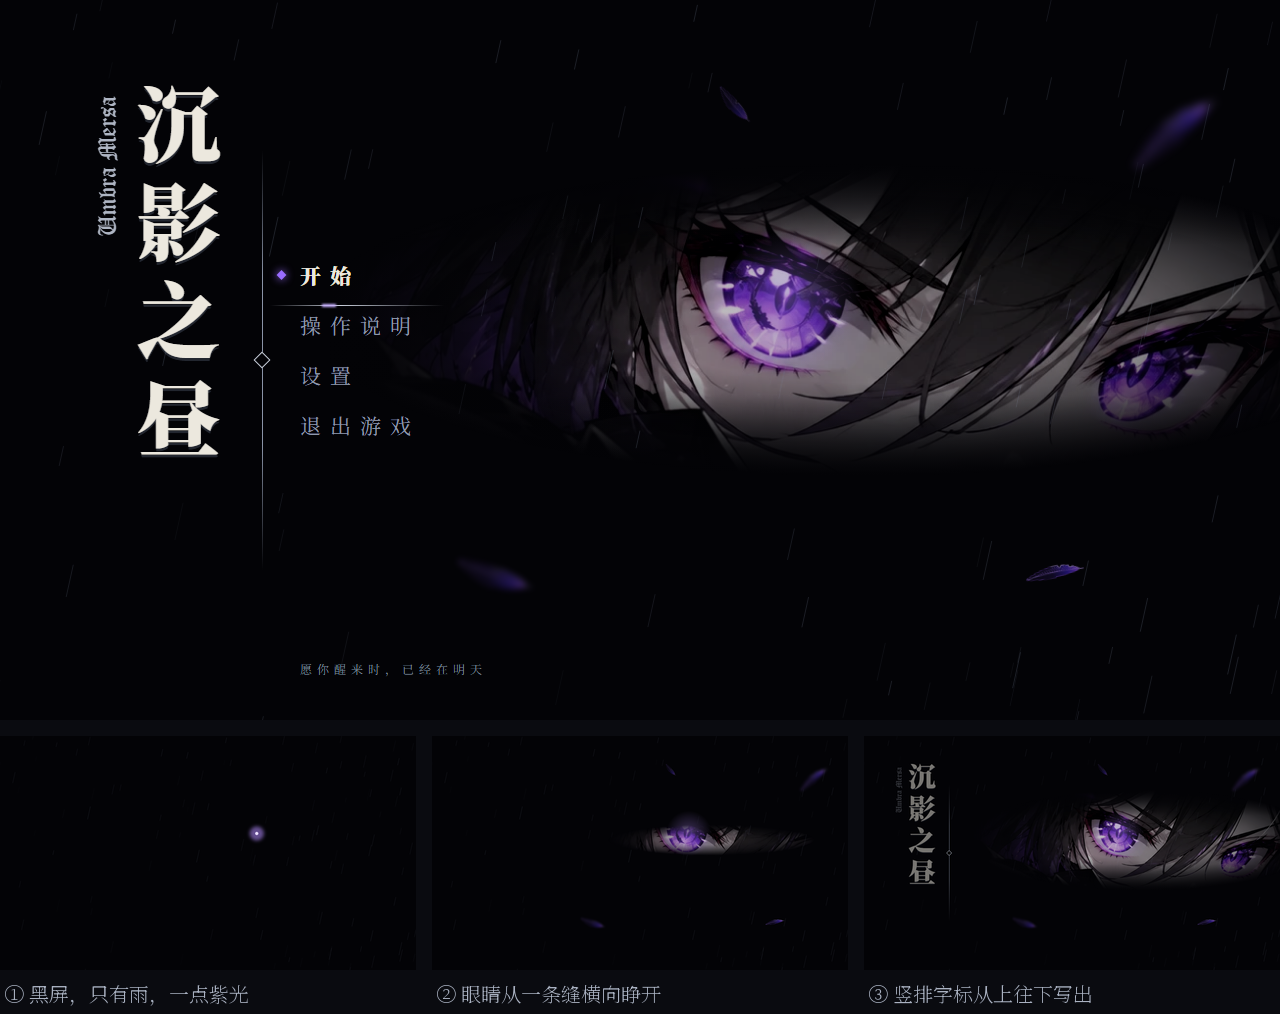 沉影之昼
Umbra Mersa
开始
操作说明
设置
退出游戏
愿你醒来时，已经在明天
沉影之昼
① 黑屏，只有雨，一点紫光
② 眼睛从一条缝横向睁开
③ 竖排字标从上往下写出